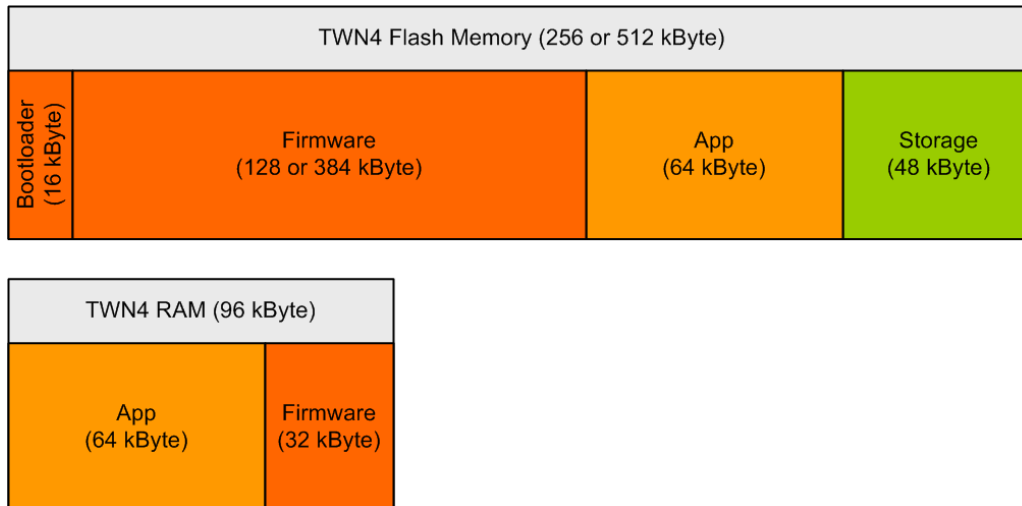 TWN4 Flash Memory (256 or 512 kByte)
Bootloader
(16 kByte)
Firmware
(128 or 384 kByte)
App
(64 kByte)
Storage
(48 kByte)
TWN4 RAM (96 kByte)
App
(64 kByte)
Firmware
(32 kByte)